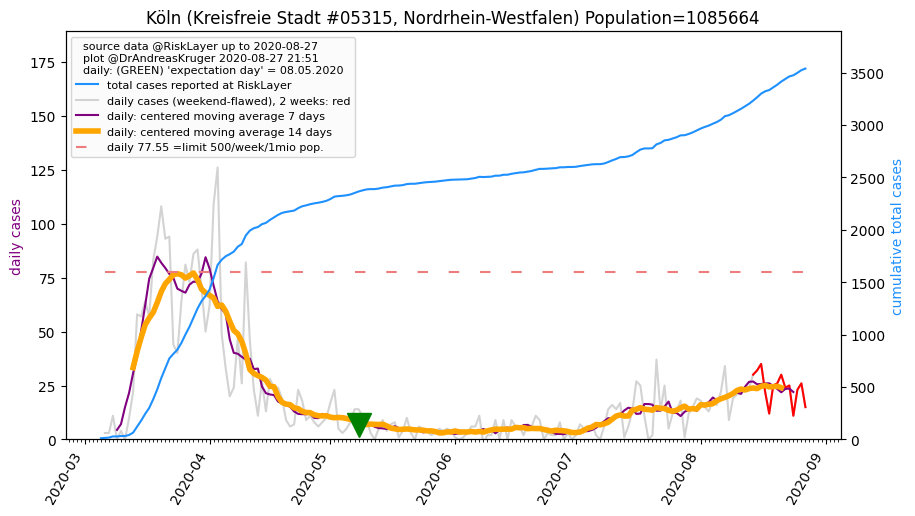 Köln (Kreisfreie Stadt #05315, Nordrhein-Westfalen) Population=1085664
source data @RiskLayer up to 2020-08-27
plot @DrAndreasKruger 2020-08-27 21:51
daily: (GREEN) 'expectation day' = 08.05.2020
total cases reported at RiskLayer
daily cases (weekend-flawed), 2 weeks: red
daily: centered moving average 7 days
daily: centered moving average 14 days
daily 77.55 =limit 500/week/1mio pop.
daily cases
175
150
125
100
75
50
25
0
cumulative total cases
3500
3000
2500
2000
1500
1000
500
0
2020-03
2020-04
2020-05
2020-06
2020-07
2020-08
2020-09